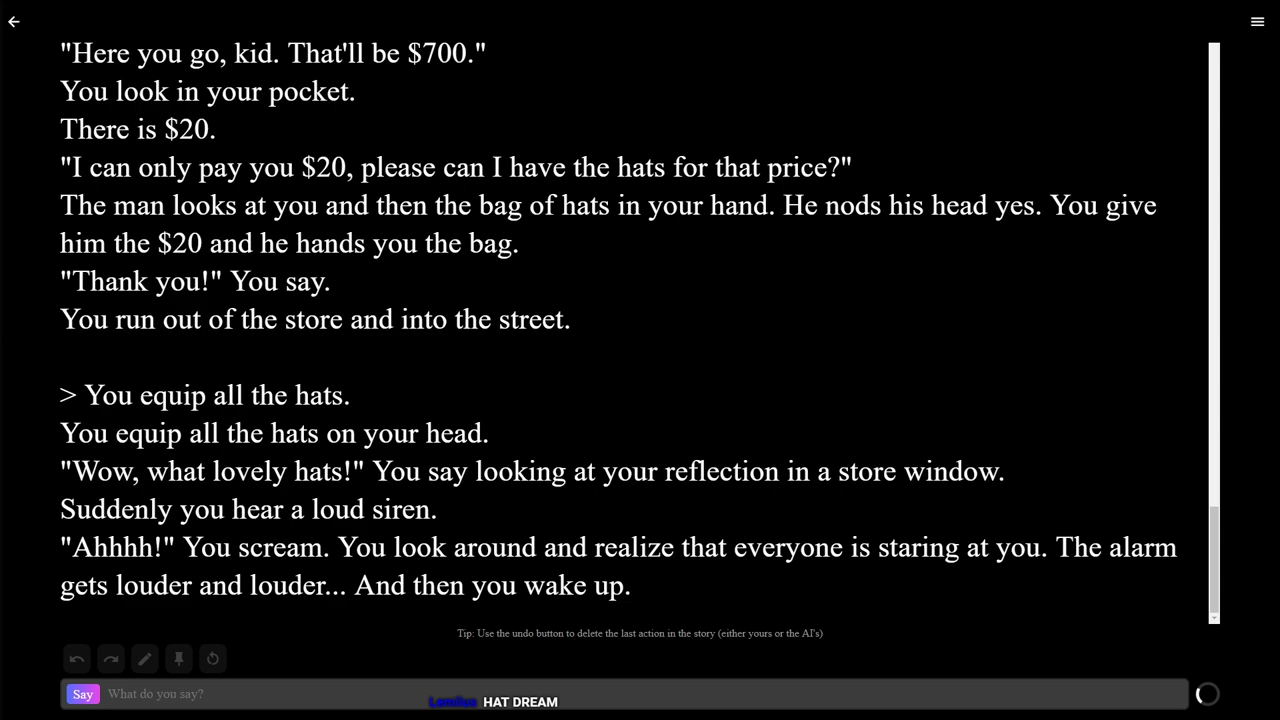 "Here you go, kid. That'll be $700."
You look in your pocket.
There is $20.
"I can only pay you $20, please can I have the hats for that price?"
The man looks at you and then the bag of hats in your hand. He nods his head yes. You give
him the $20 and he hands you the bag.
"Thank you!" You say.
You run out of the store and into the street.
> You equip all the hats.
You equip all the hats on your head.
"Wow, what lovely hats!" You say looking at your reflection in a store window.
Suddenly you hear a loud siren.
"Ahhhh!" You scream. You look around and realize that everyone is staring at you. The alarm
gets louder and louder... And then you wake up.
Tip: Use the undo button to delete the last action in the story (either yours or the AI's)
Say What do you say?
HAT DREAM